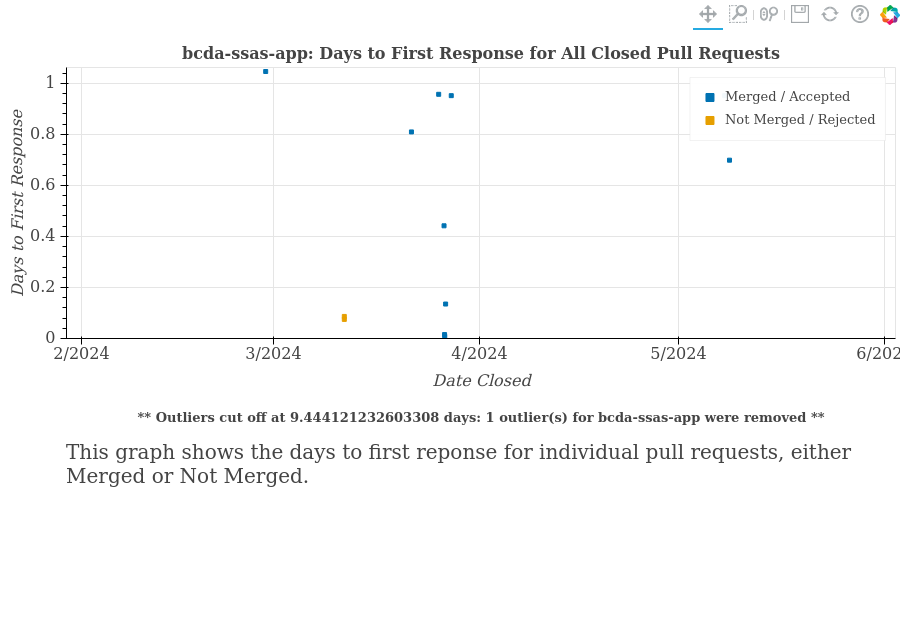 bcda-ssas-app: Days to First Response for All Closed Pull Requests
Days to First Response
1
0.8
0.6
0.4
0.2
0
Merged / Accepted
Not Merged / Rejected
2/2024
3/2024
4/2024
5/2024
6/202
Date Closed
** Outliers cut off at 9.444121232603308 days: 1 outlier(s) for bcda-ssas-app were removed **
This graph shows the days to first reponse for individual pull requests, either
Merged or Not Merged.